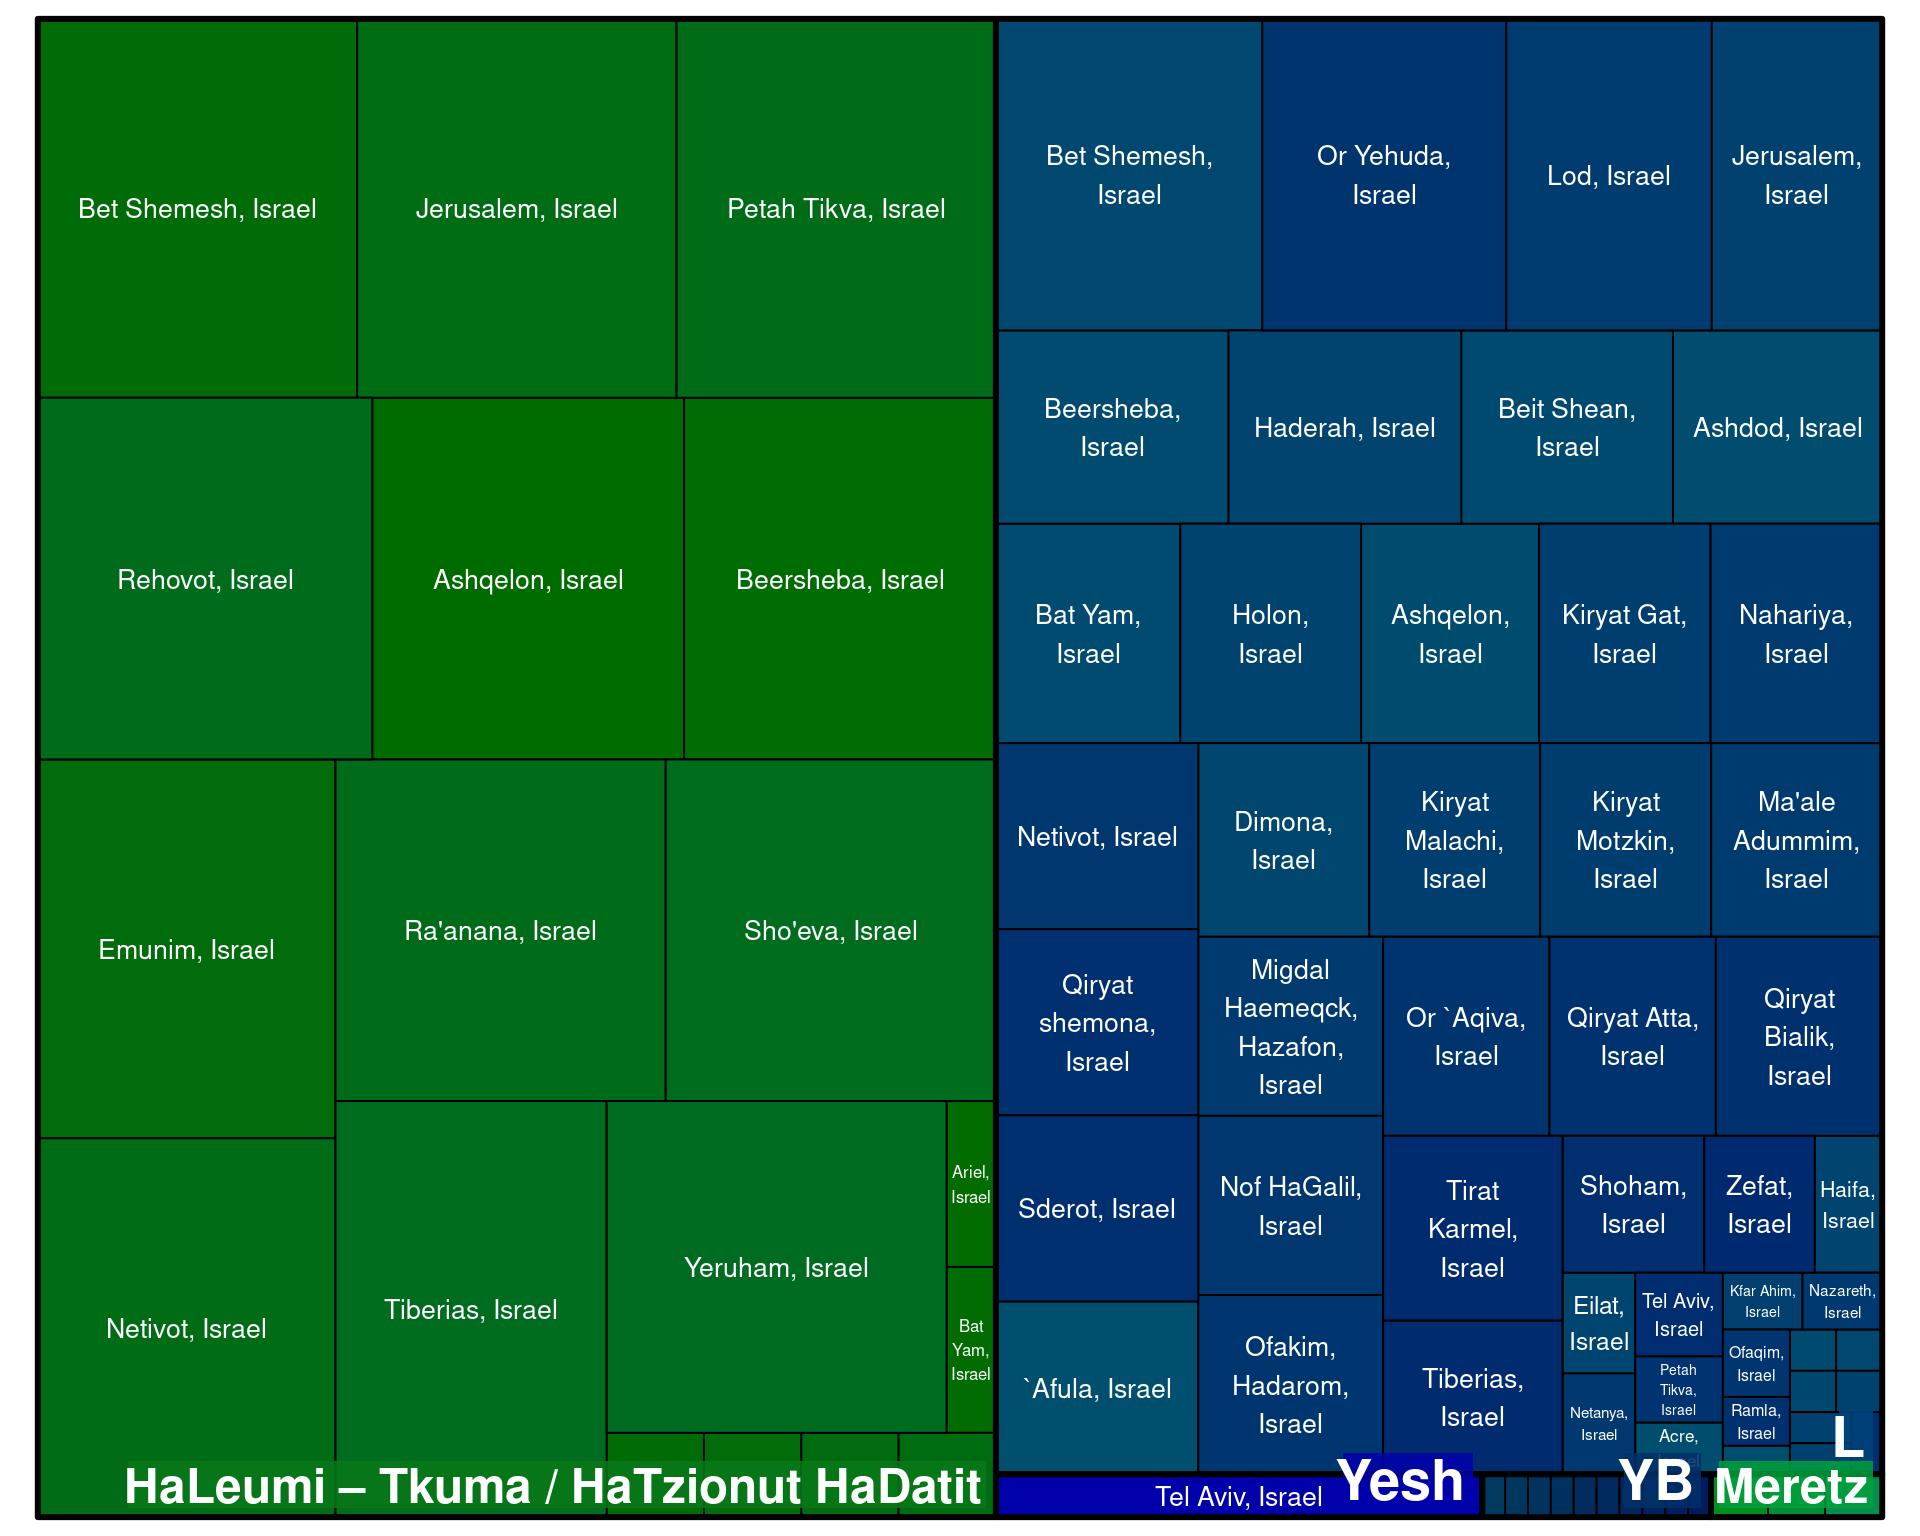 Bet Shemesh, Israel
Jerusalem, Israel
Petah Tikva, Israel
Rehovot, Israel
Ashqelon, Israel
Beersheba, Israel
Emunim, Israel
Ra'anana, Israel
Sho'eva, Israel
Netivot, Israel
Tiberias, Israel
Yeruham, Israel
Ariel,
Israel
Bat
Yam,
Israel
HaLeumi – Tkuma / HaTzionut HaDatit
Bet Shemesh,
Israel
Or Yehuda,
Israel
Lod, Israel
Jerusalem,
Israel
Beersheba,
Israel
Haderah, Israel
Beit Shean,
Israel
Ashdod, Israel
Bat Yam,
Israel
Holon,
Israel
Ashqelon,
Israel
Kiryat Gat,
Israel
Nahariya,
Israel
Netivot, Israel
Dimona,
Israel
Kiryat
Malachi,
Israel
Kiryat
Motzkin,
Israel
Ma'ale
Adummim,
Israel
Qiryat
shemona,
Israel
Migdal
Haemeqck,
Hazafon,
Israel
Or `Aqiva,
Israel
Qiryat Atta,
Israel
Qiryat
Bialik,
Israel
Sderot, Israel
Nof HaGalil,
Israel
Tirat
Karmel,
Israel
Shoham,
Israel
Zefat,
Israel
Haifa,
Israel
`Afula, Israel
Ofakim,
Hadarom,
Israel
Tiberias,
Israel
Eilat,
Israel
Tel Aviv,
Israel
Kfar Ahim,
Israel
Nazareth,
Israel
Netanya,
Israel
Petah
Tikva,
Israel
Ofaqim,
Israel
Ramla,
Israel
Acre,
L
Tel Aviv, Israel
Yesh
YB
Meretz